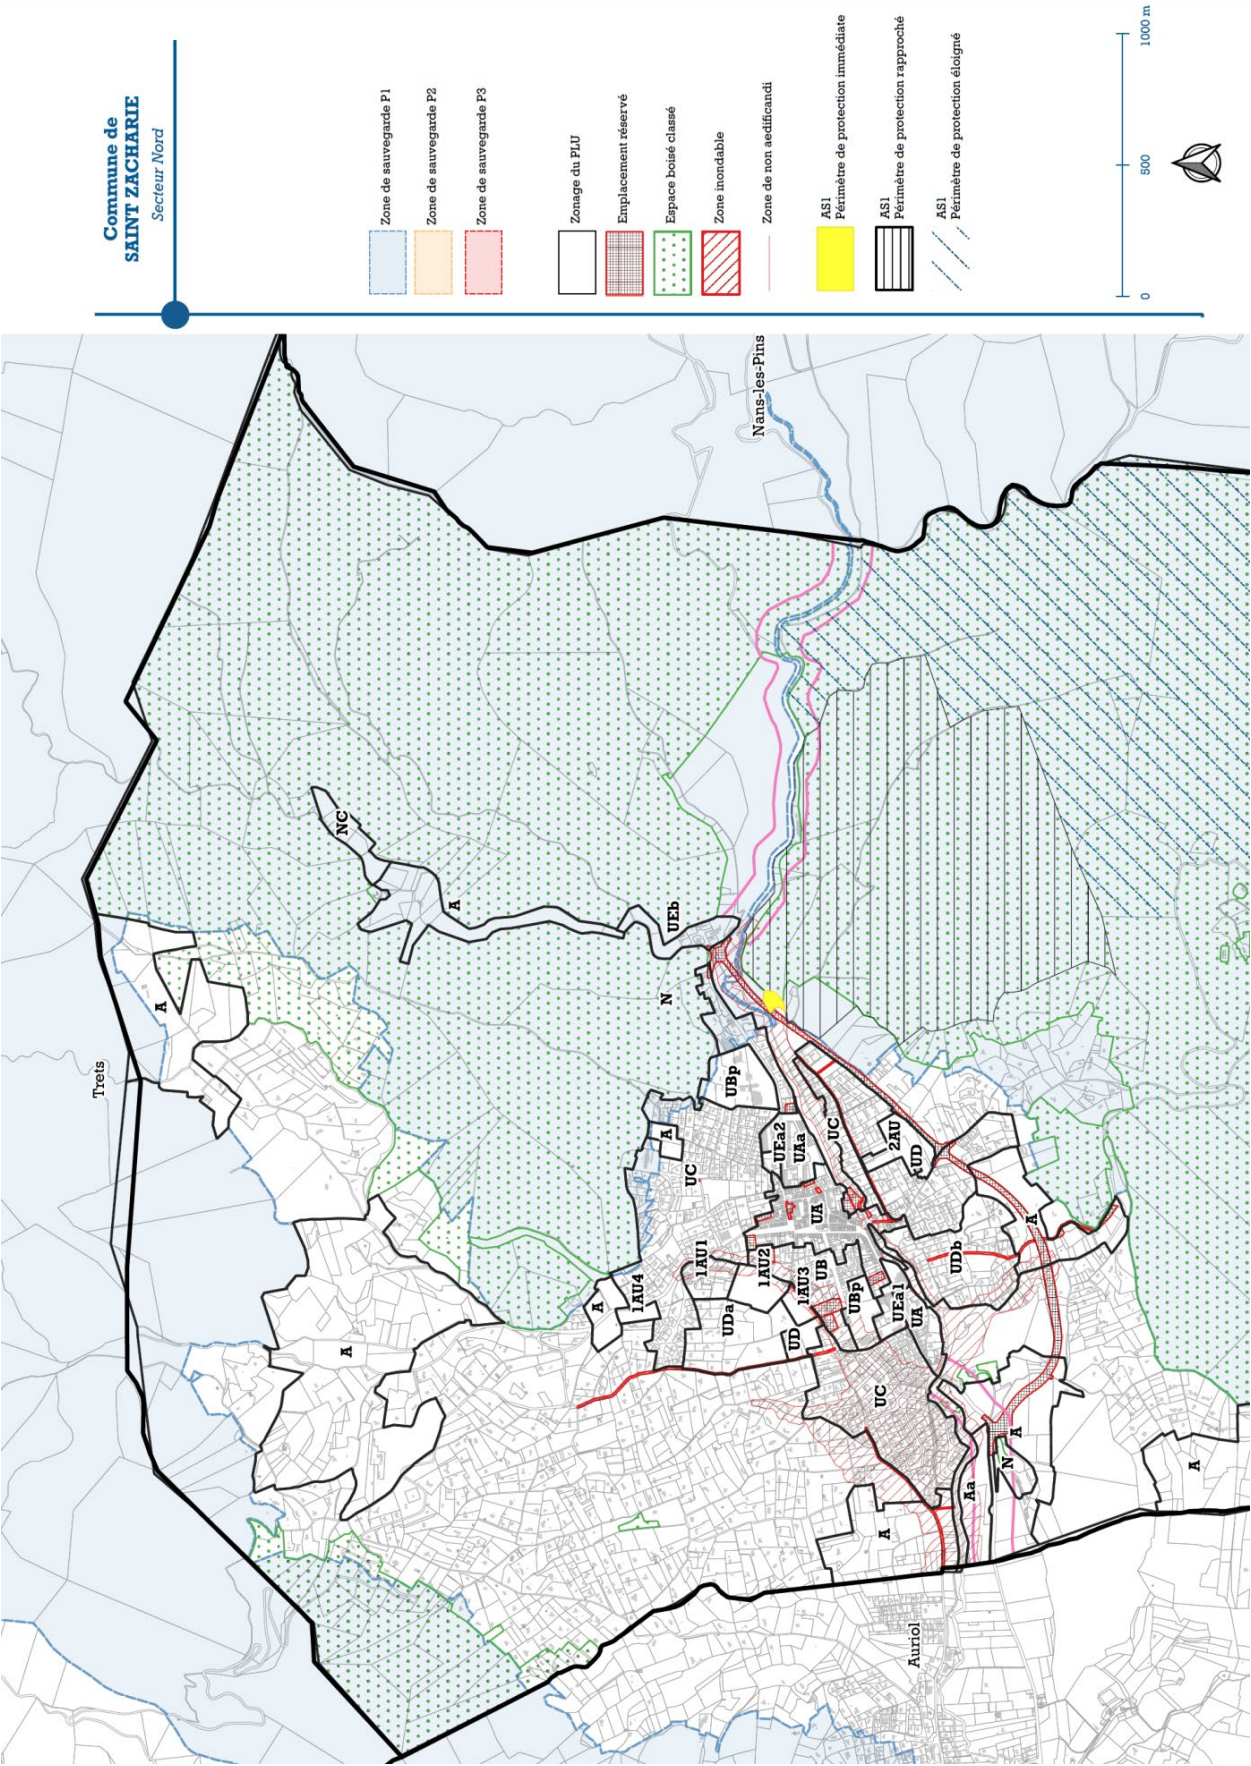 Commune de
SAINT ZACHARIE
Secteur Nord
Zone de sauvegarde P1
Zone de sauvegarde P2
Zone de sauvegarde P3
Zonage du PLU
Emplacement réservé
Espace boisé classé
Zone inondable
Zone de non aedificandi
AS1
Périmètre de protection immédiate
AS1
Périmètre de protection rapproché
AS1
Périmètre de protection éloigné
0
500
1000 m
Trets
Nans-les-Pins
Auriol
A
NC
A
UEb
N
A
A
1AU4
A
UC
UBp
1AU1
UDa
1AU2
UEa2
UAa
UA
UC
2AU
UD
UD
1AU3
UB
UBp
UEa1
UA
UDb
A
UC
A
Aa
N
A
A